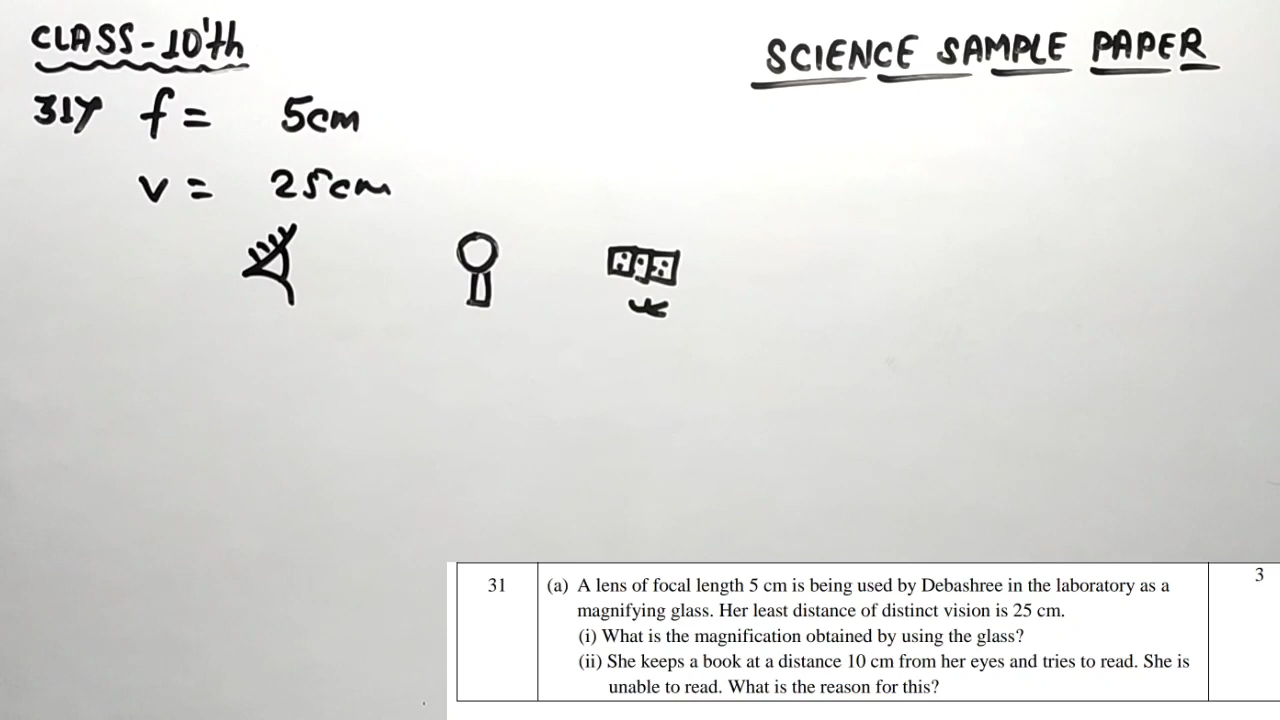 CLASS-10'th
SCIENCE SAMPLE PAPER
31Y f = 5cm
v = 25cm
31 (a) A lens of focal length 5 cm is being used by Debashree in the laboratory as a 3
magnifying glass. Her least distance of distinct vision is 25 cm.
(i) What is the magnification obtained by using the glass?
(ii) She keeps a book at a distance 10 cm from her eyes and tries to read. She is
unable to read. What is the reason for this?